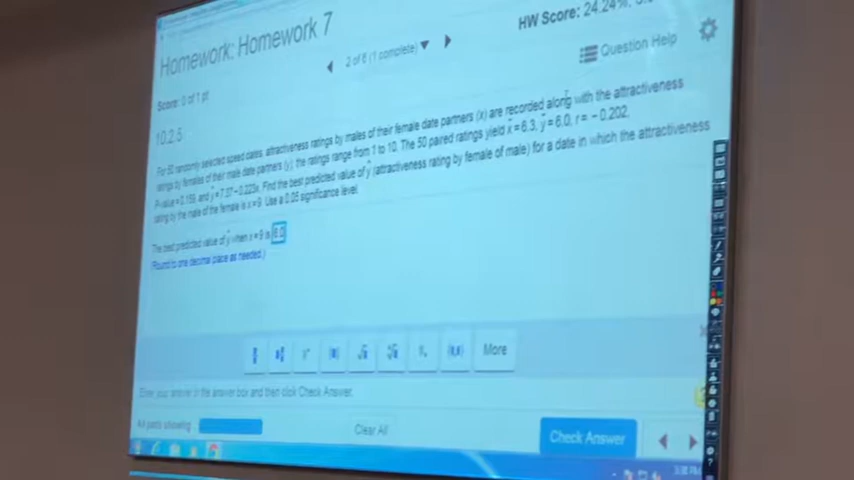 Homework: Homework 7
HW Score: 24.24%,
2 of 6 (1 complete)
Question Help
Score: 0 of 1 pt
10.2.5
For 50 randomly selected speed dates, attractiveness ratings by males of their female date partners (x) are recorded along with the attractiveness
ratings by females of their male date partners (y); the ratings range from 1 to 10. The 50 paired ratings yield x̄ = 6.3, ȳ = 6.0, r = − 0.202,
P-value = 0.159, and ŷ = 7.37 − 0.223x. Find the best predicted value of ŷ (attractiveness rating by female of male) for a date in which the attractiveness
rating by the male of the female is x = 9. Use a 0.05 significance level.
The best predicted value of ŷ when x = 9 is 6.0
(Round to one decimal place as needed.)
More
Enter your answer in the answer box and then click Check Answer.
All parts showing
Clear All
Check Answer